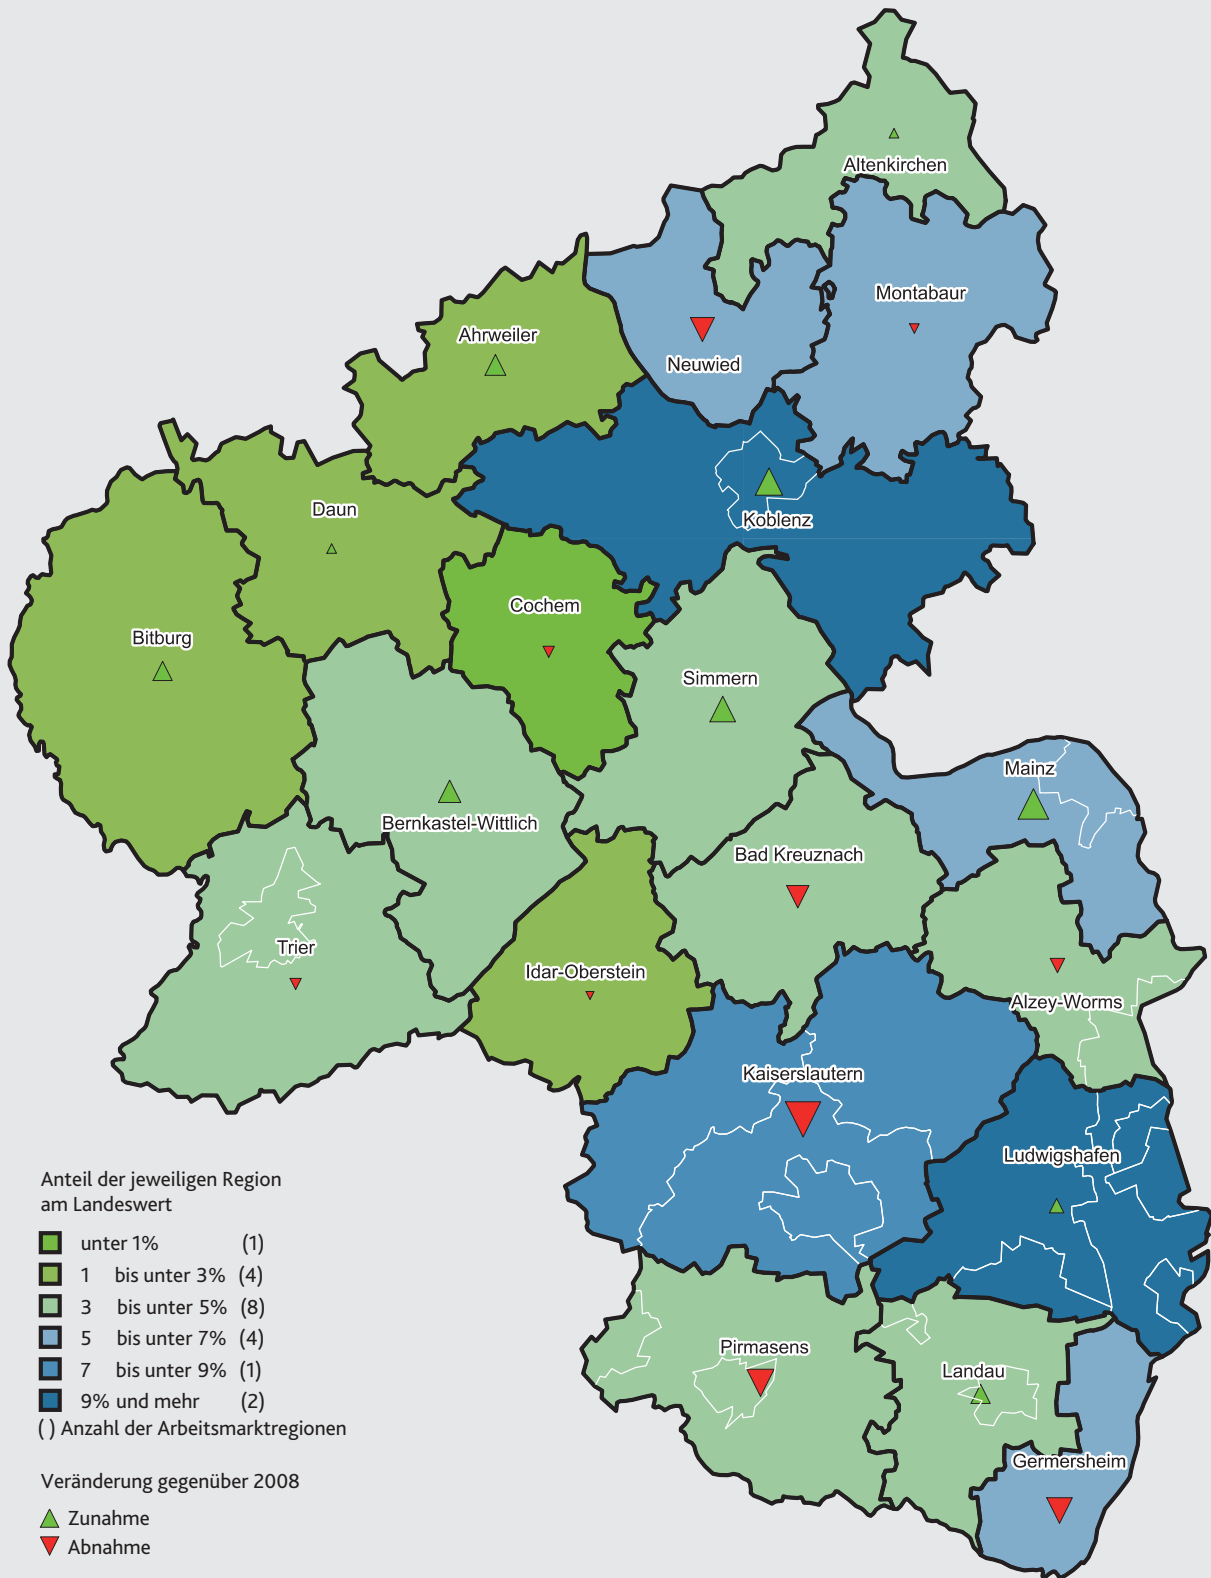 Altenkirchen
Montabaur
Ahrweiler
Neuwied
Daun
Koblenz
Cochem
Bitburg
Simmern
Mainz
Bernkastel-Wittlich
Bad Kreuznach
Trier
Idar-Oberstein
Alzey-Worms
Kaiserslautern
Ludwigshafen
Pirmasens
Landau
Germersheim
Anteil der jeweiligen Region
am Landeswert
unter 1% (1)
1 bis unter 3% (4)
3 bis unter 5% (8)
5 bis unter 7% (4)
7 bis unter 9% (1)
9% und mehr (2)
( ) Anzahl der Arbeitsmarktregionen
Veränderung gegenüber 2008
Zunahme
Abnahme